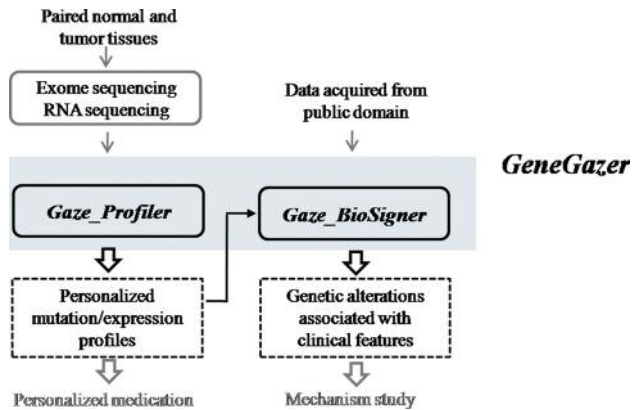 Paired normal and
tumor tissues
Exome sequencing
RNA sequencing
Data acquired from
public domain
GeneGazer
Gaze_Profiler
Gaze_BioSigner
Personalized
mutation/expression
profiles
Genetic alterations
associated with
clinical features
Personalized medication
Mechanism study